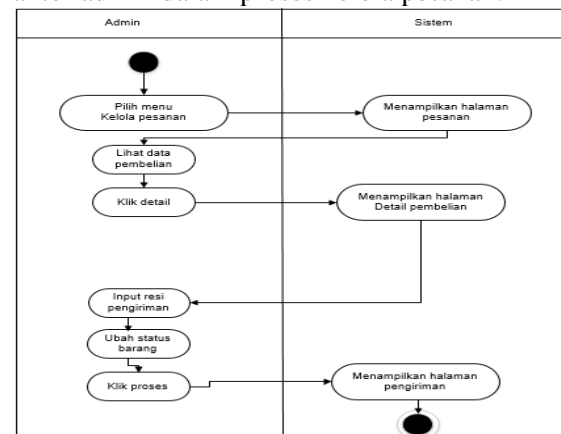 Admin
Sistem
Pilih menu
Kelola pesanan
Menampilkan halaman
pesanan
Lihat data
pembelian
Klik detail
Menampilkan halaman
Detail pembelian
Input resi
pengiriman
Ubah status
barang
Klik proses
Menampilkan halaman
pengiriman